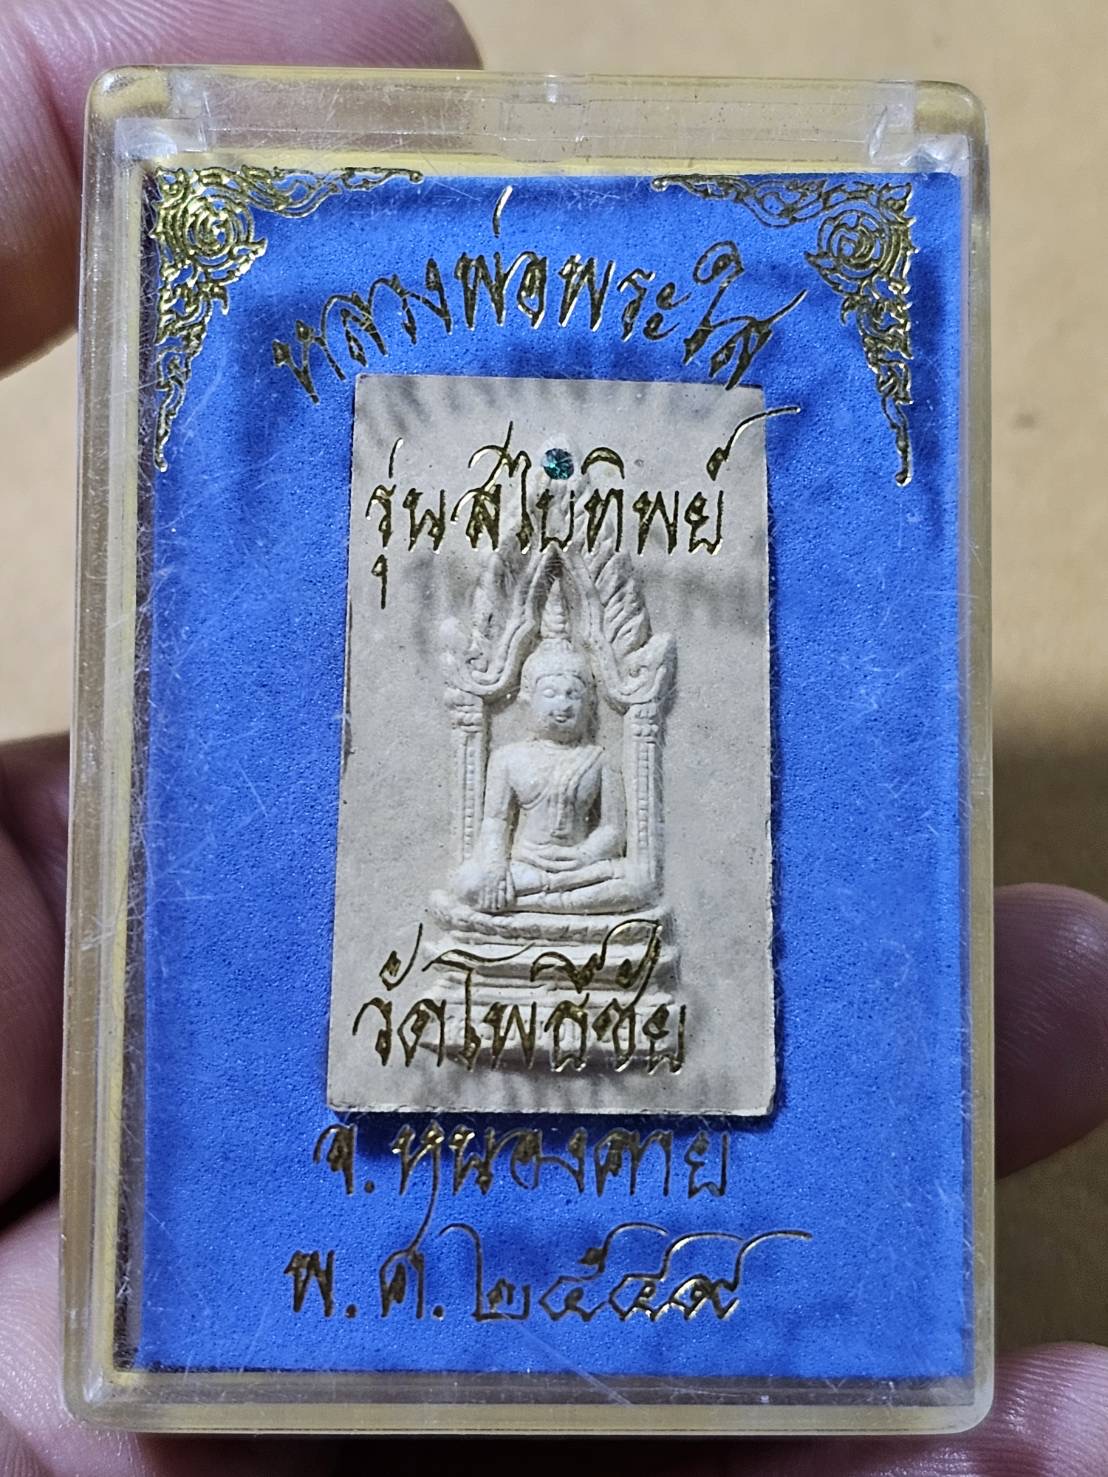 หลวงพ่อพระใส
รุ่นสไบทิพย์
วัดโพธิ์ชัย
จ.หนองคาย
พ.ศ.๒๕๔๙